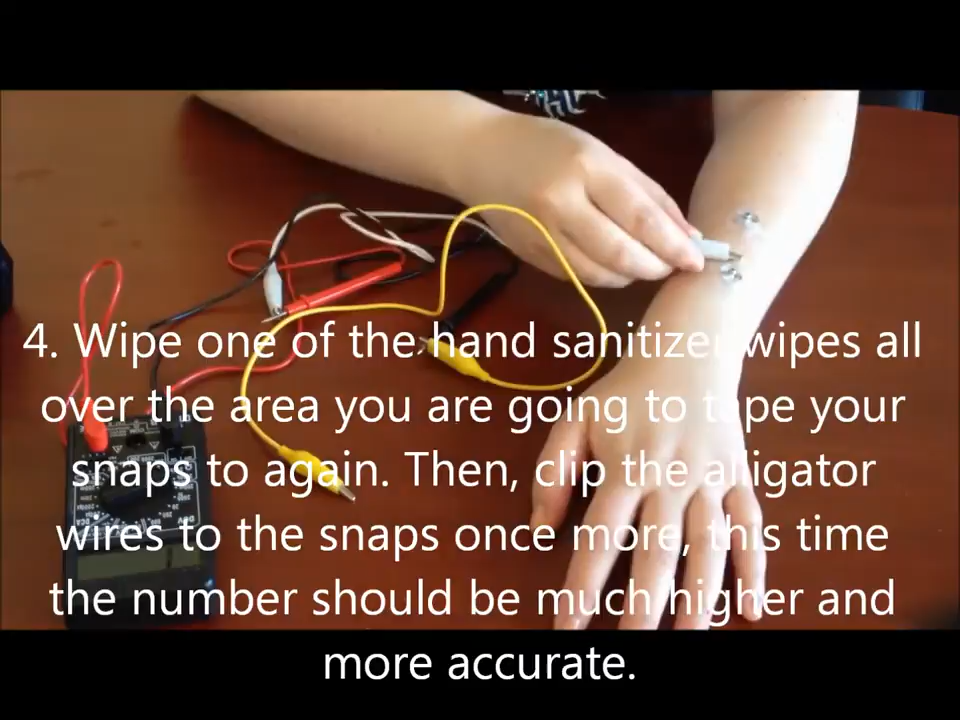 4. Wipe one of the hand sanitizer wipes all
over the area you are going to tape your
snaps to again. Then, clip the alligator
wires to the snaps once more, this time
the number should be much higher and
more accurate.